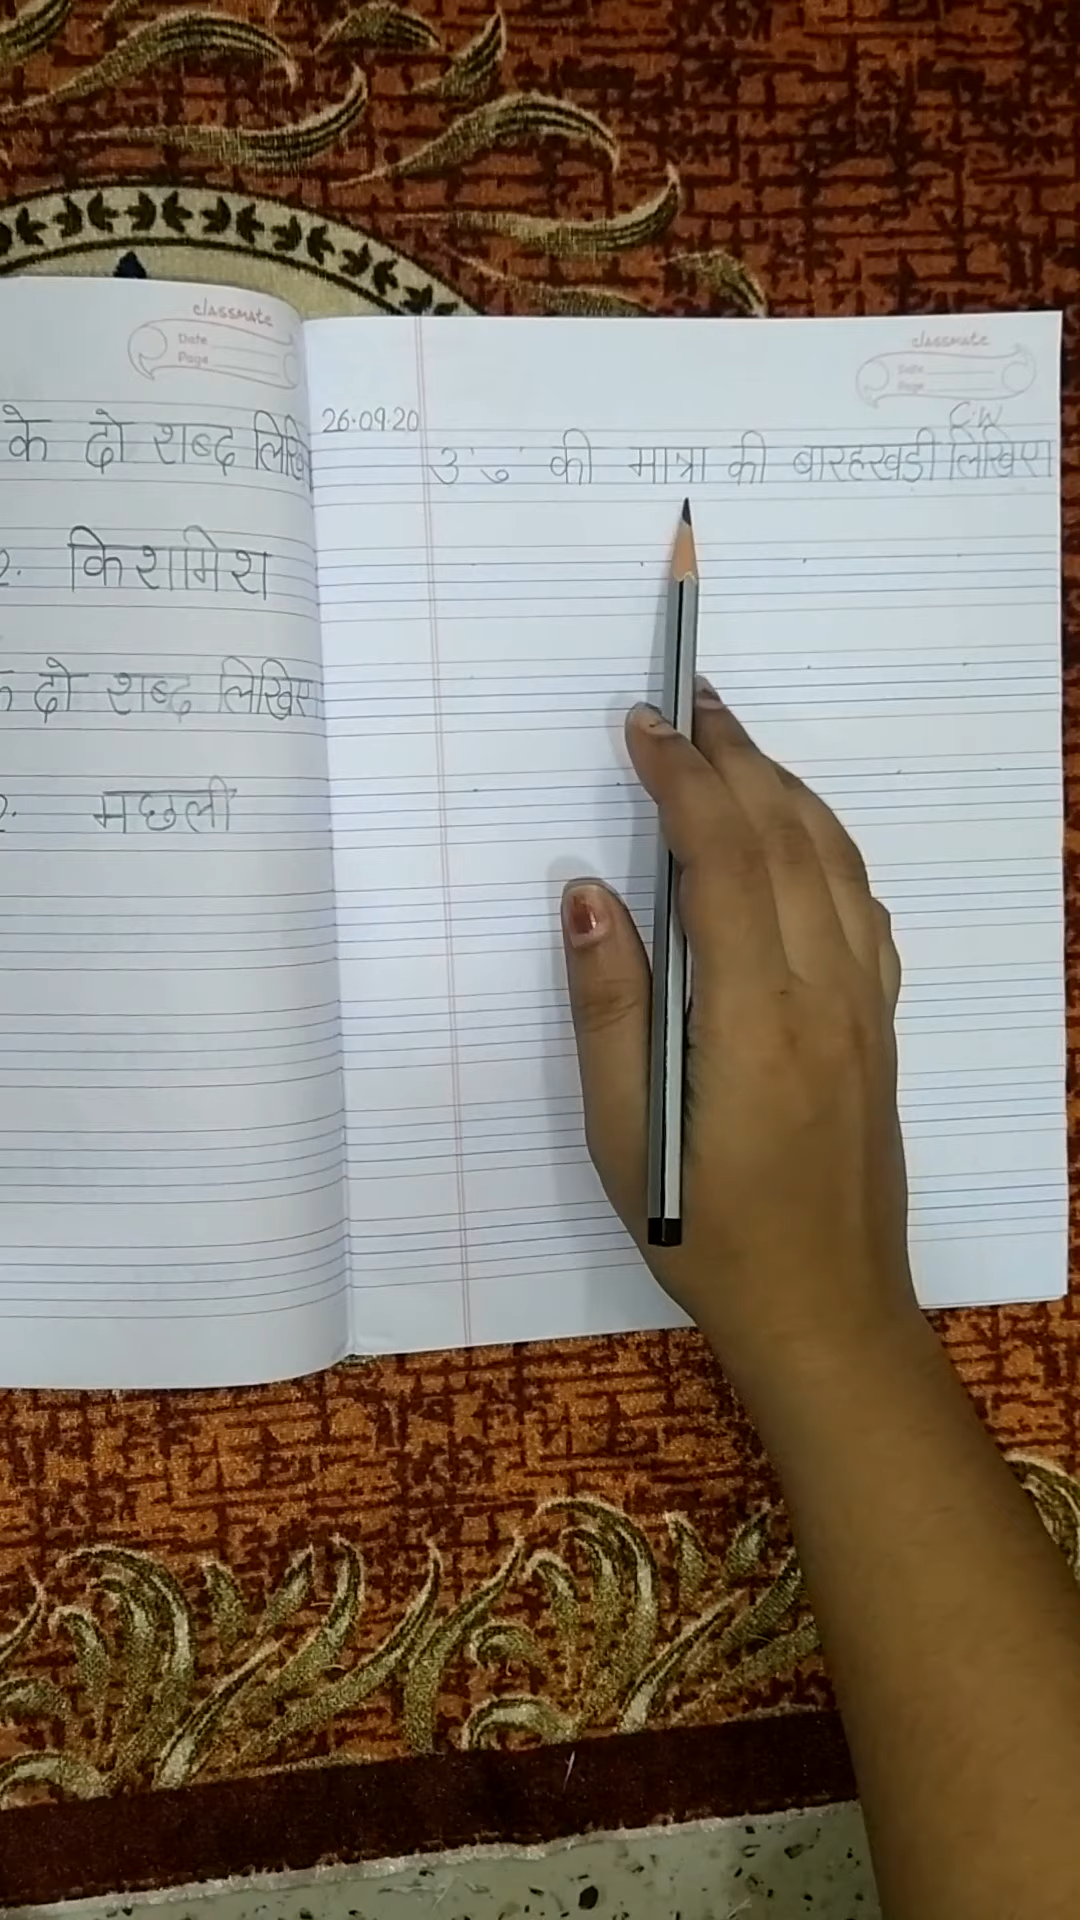 classmate
Date
Page
के दो शब्द लिखि
2. किशमिश
दो शब्द लिखिए
2. मछली
classmate
Date
Page
26.09.20
C.W
उ ' ु ' की मात्रा की बारहखडी लिखिए